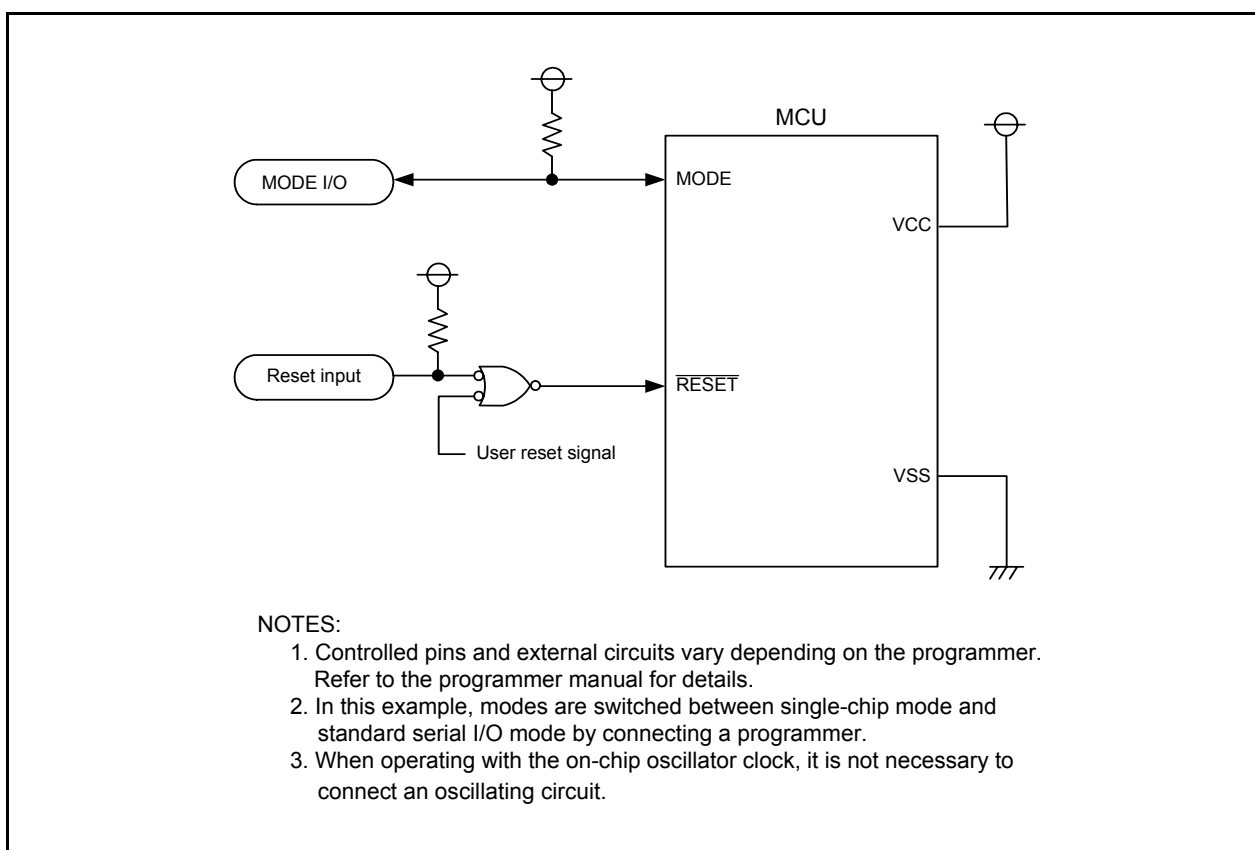 MCU
MODE I/O
MODE
VCC
Reset input
RESET
User reset signal
VSS
NOTES:
1. Controlled pins and external circuits vary depending on the programmer.
Refer to the programmer manual for details.
2. In this example, modes are switched between single-chip mode and
standard serial I/O mode by connecting a programmer.
3. When operating with the on-chip oscillator clock, it is not necessary to
connect an oscillating circuit.